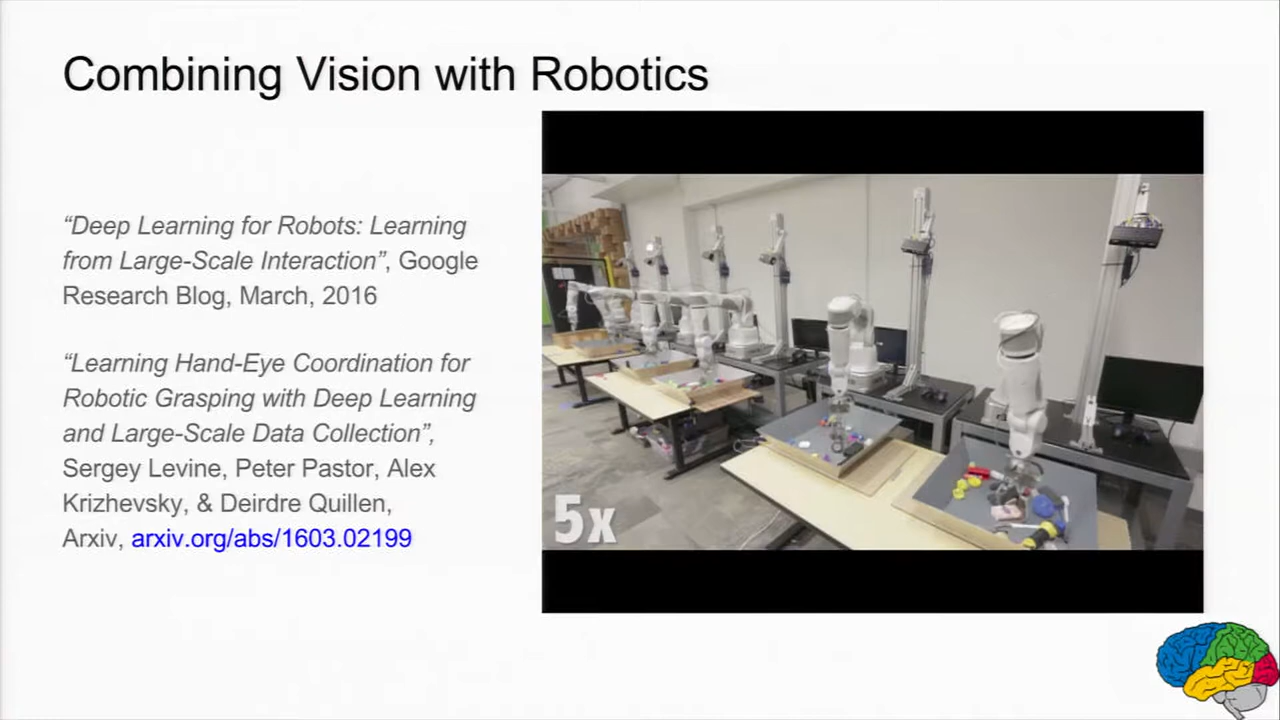 Combining Vision with Robotics
“Deep Learning for Robots: Learning
from Large-Scale Interaction”, Google
Research Blog, March, 2016
“Learning Hand-Eye Coordination for
Robotic Grasping with Deep Learning
and Large-Scale Data Collection”,
Sergey Levine, Peter Pastor, Alex
Krizhevsky, & Deirdre Quillen,
Arxiv, arxiv.org/abs/1603.02199
5x